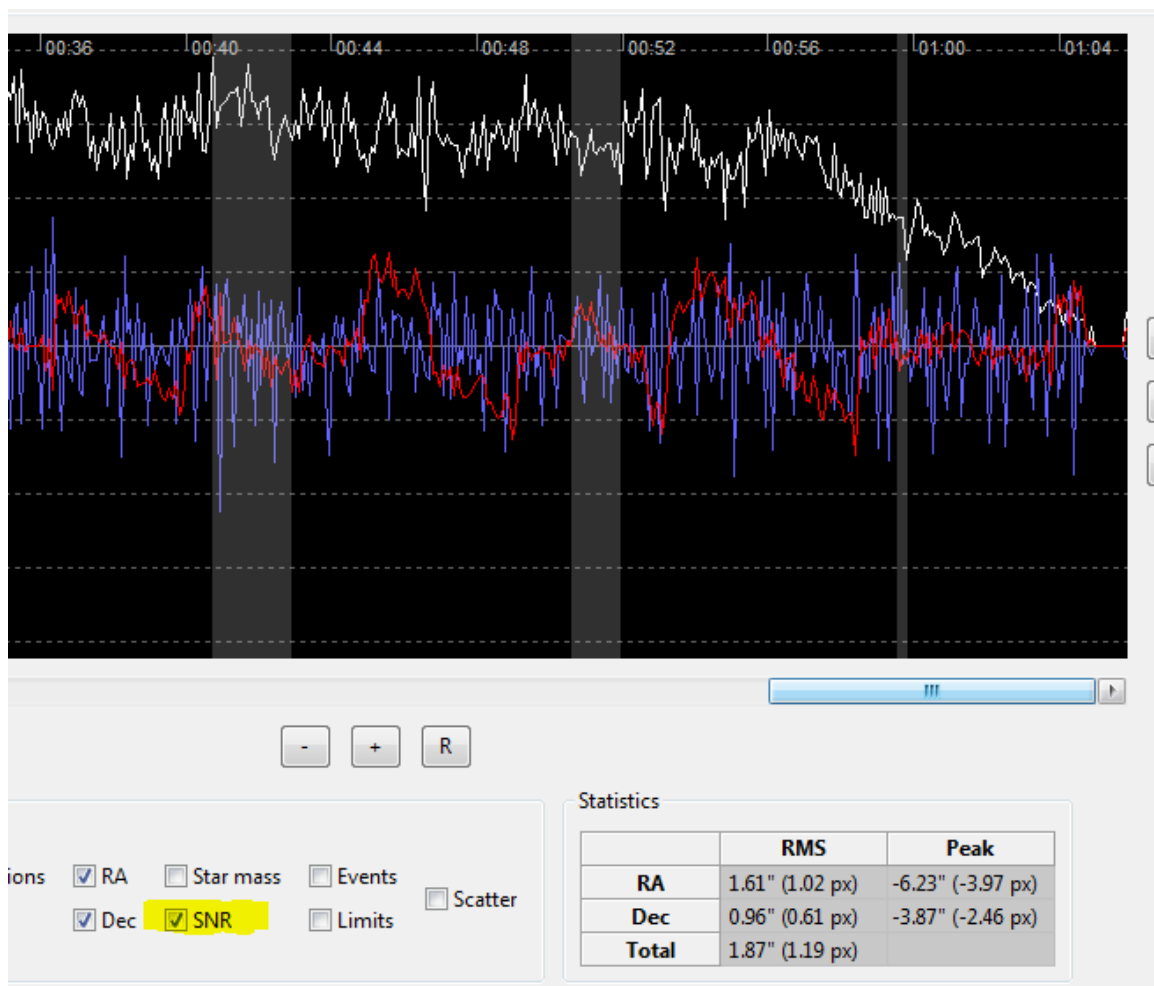 00:36 00:40 00:44 00:48 00:52 00:56 01:00 01:04
- + R
Statistics
RMS Peak
ions RA Star mass Events Scatter RA 1.61" (1.02 px) -6.23" (-3.97 px)
Dec SNR Limits Dec 0.96" (0.61 px) -3.87" (-2.46 px)
Total 1.87" (1.19 px)